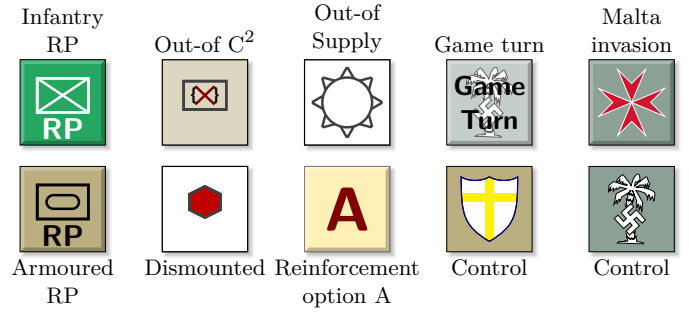 Infantry
RP
Out-of C²
Out-of
Supply
Game turn
Malta
invasion
RP
Game
Turn
RP
A
Armoured
RP
Dismounted
Reinforcement
option A
Control
Control